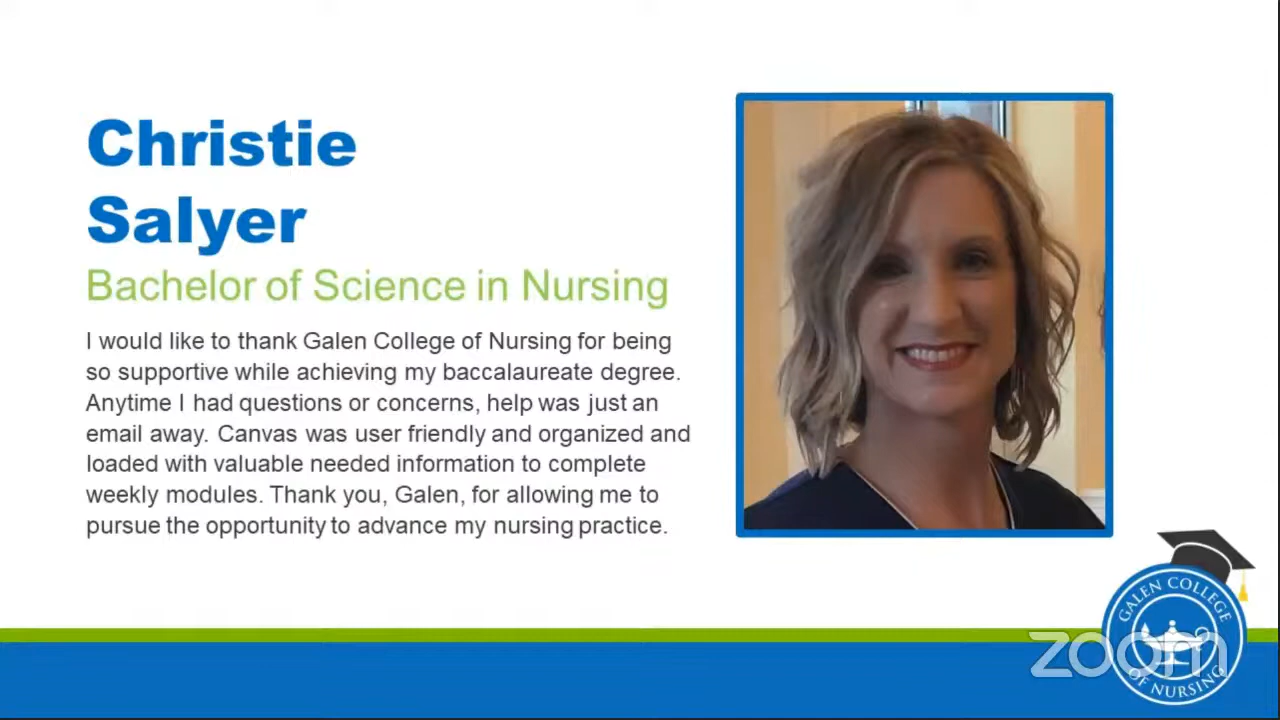 Christie
Salyer
Bachelor of Science in Nursing
I would like to thank Galen College of Nursing for being
so supportive while achieving my baccalaureate degree.
Anytime I had questions or concerns, help was just an
email away. Canvas was user friendly and organized and
loaded with valuable needed information to complete
weekly modules. Thank you, Galen, for allowing me to
pursue the opportunity to advance my nursing practice.
GALEN COLLEGE
OF NURSING
zoom